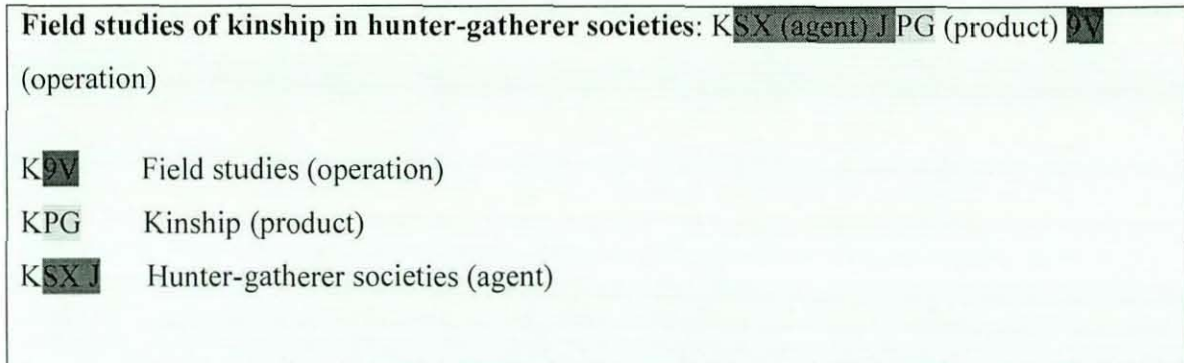 Field studies of kinship in hunter-gatherer societies: KSX (agent) J PG (product) 9V
(operation)
K9V Field studies (operation)
KPG Kinship (product)
KSX J Hunter-gatherer societies (agent)